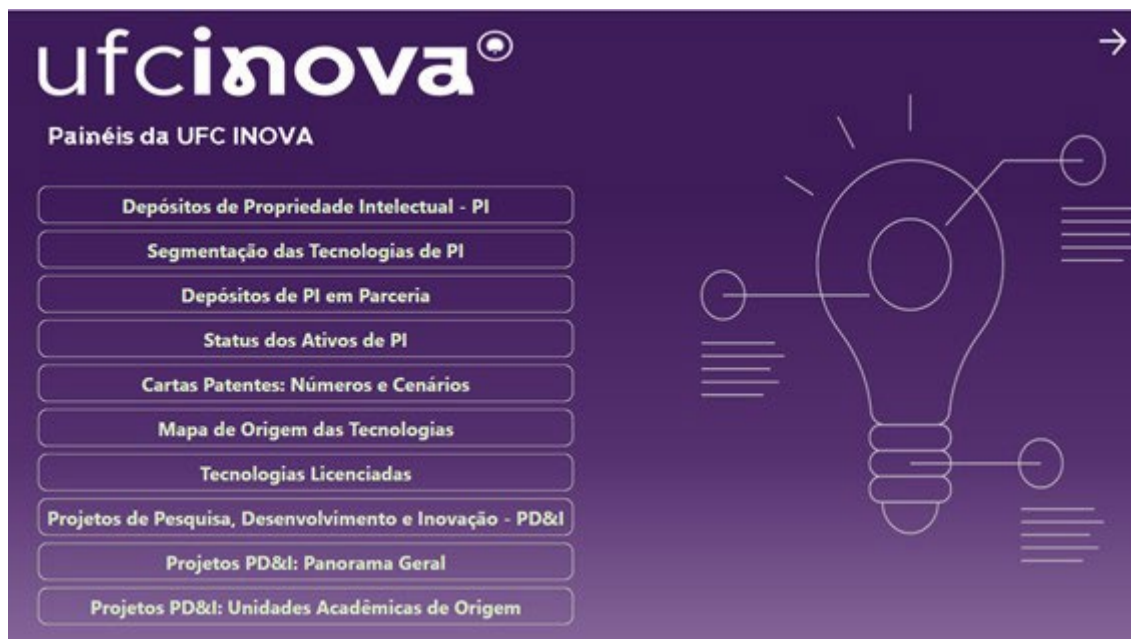 ufcinova
Painéis da UFC INOVA
Depósitos de Propriedade Intelectual - PI
Segmentação das Tecnologias de PI
Depósitos de PI em Parceria
Status dos Ativos de PI
Cartas Patentes: Números e Cenários
Mapa de Origem das Tecnologias
Tecnologias Licenciadas
Projetos de Pesquisa, Desenvolvimento e Inovação - PD&I
Projetos PD&I: Panorama Geral
Projetos PD&I: Unidades Acadêmicas de Origem